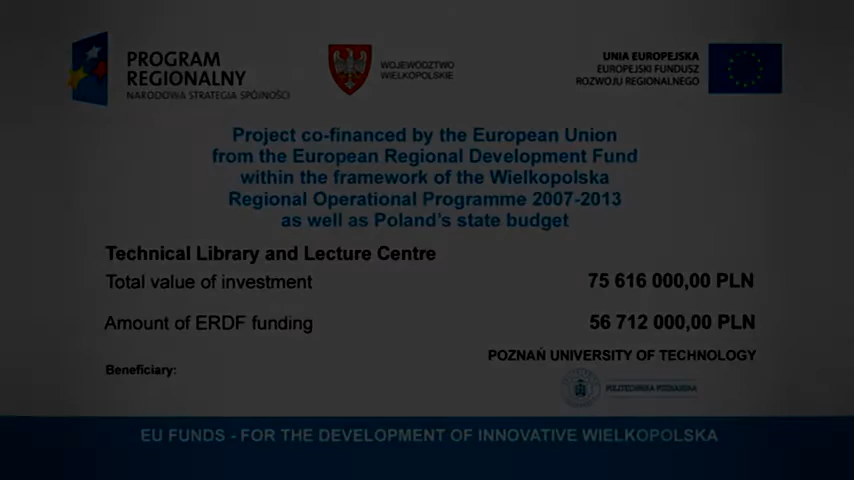 PROGRAM
REGIONALNY
NARODOWA STRATEGIA SPÓJNOŚCI
WOJEWÓDZTWO
WIELKOPOLSKIE
UNIA EUROPEJSKA
EUROPEJSKI FUNDUSZ
ROZWOJU REGIONALNEGO
Project co-financed by the European Union
from the European Regional Development Fund
within the framework of the Wielkopolska
Regional Operational Programme 2007-2013
as well as Poland's state budget
Technical Library and Lecture Centre
Total value of investment 75 616 000,00 PLN
Amount of ERDF funding 56 712 000,00 PLN
POZNAŃ UNIVERSITY OF TECHNOLOGY
Beneficiary:
POLITECHNIKA POZNAŃSKA
EU FUNDS - FOR THE DEVELOPMENT OF INNOVATIVE WIELKOPOLSKA